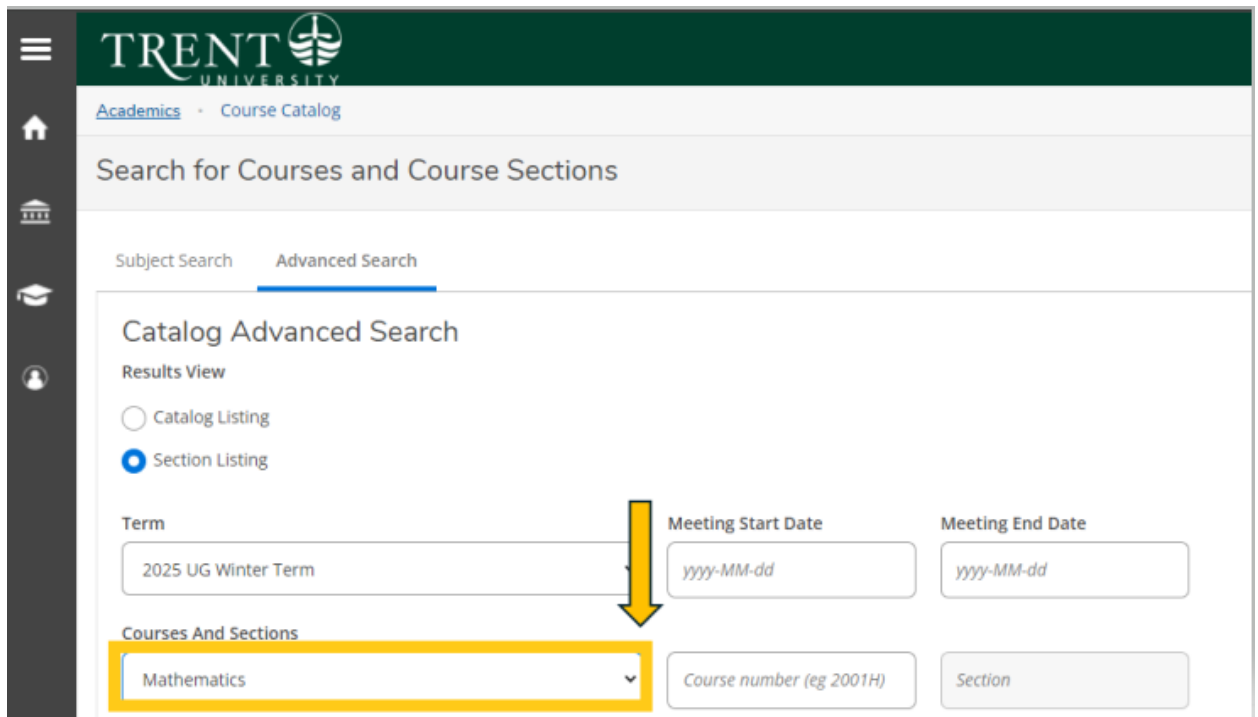 TRENT
UNIVERSITY
Academics · Course Catalog
Search for Courses and Course Sections
Subject Search Advanced Search
Catalog Advanced Search
Results View
Catalog Listing
Section Listing
Term Meeting Start Date Meeting End Date
2025 UG Winter Term yyyy-MM-dd yyyy-MM-dd
Courses And Sections
Mathematics Course number (eg 2001H) Section